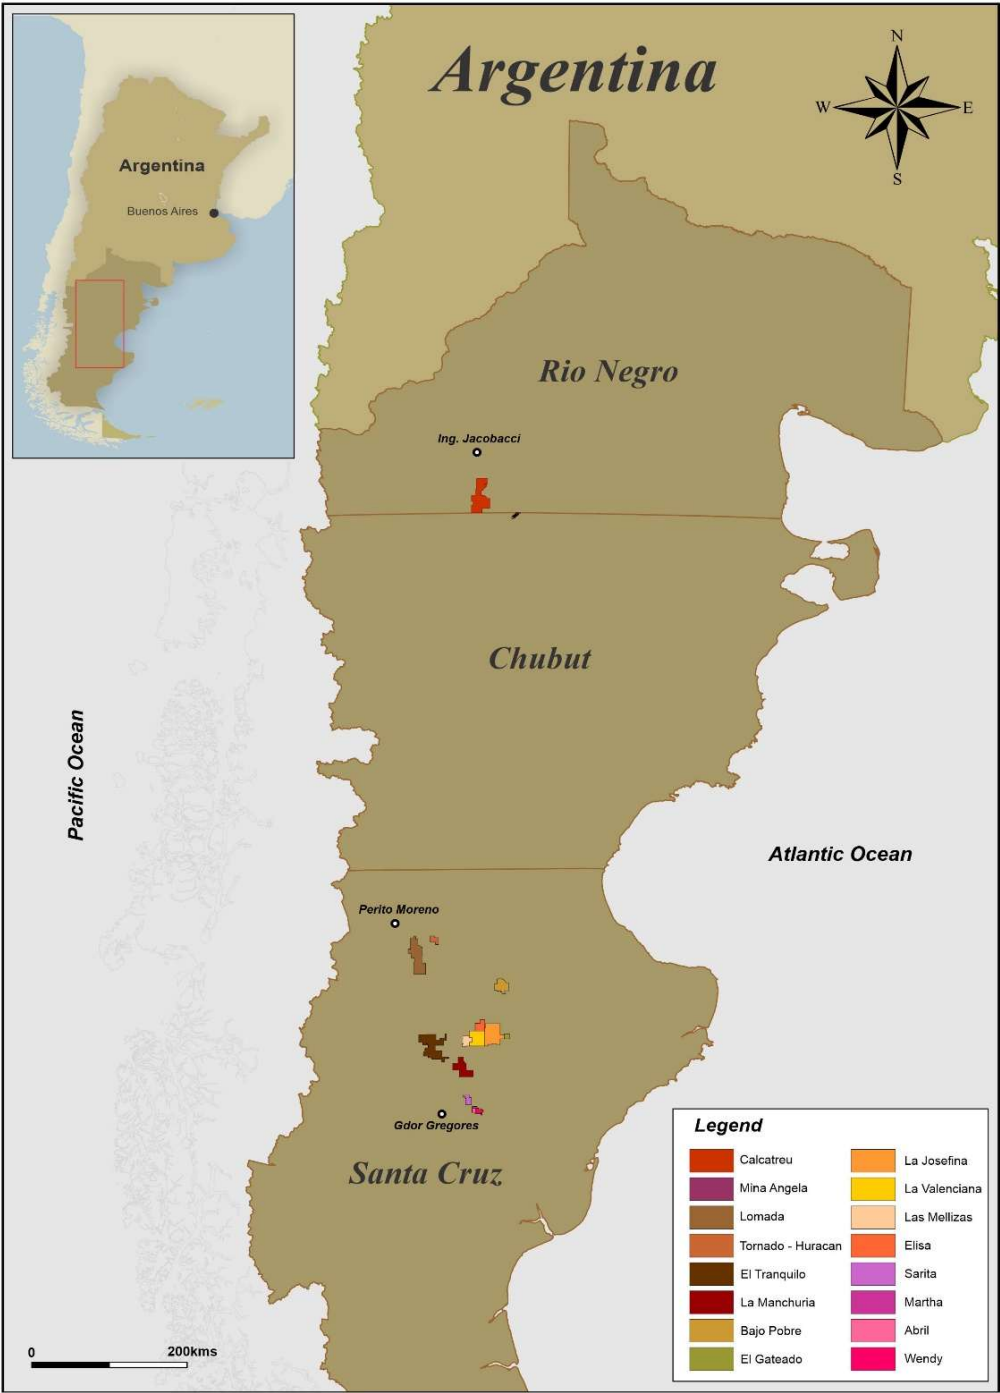 Argentina
N
W
E
S
Argentina
Buenos Aires
Rio Negro
Ing. Jacobacci
Chubut
Pacific Ocean
Atlantic Ocean
Perito Moreno
Gdor Gregores
Santa Cruz
Legend
Calcatreu
Mina Angela
Lomada
Tornado - Huracan
El Tranquilo
La Manchuria
Bajo Pobre
El Gateado
La Josefina
La Valenciana
Las Mellizas
Elisa
Sarita
Martha
Abril
Wendy
0
200kms